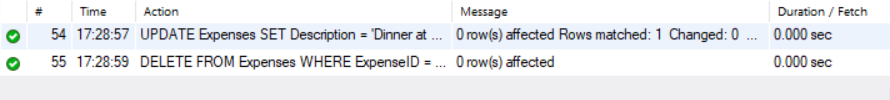 # Time Action Message Duration / Fetch
54 17:28:57 UPDATE Expenses SET Description = 'Dinner at ... 0 row(s) affected Rows matched: 1 Changed: 0 ... 0.000 sec
55 17:28:59 DELETE FROM Expenses WHERE ExpenseID = ... 0 row(s) affected 0.000 sec